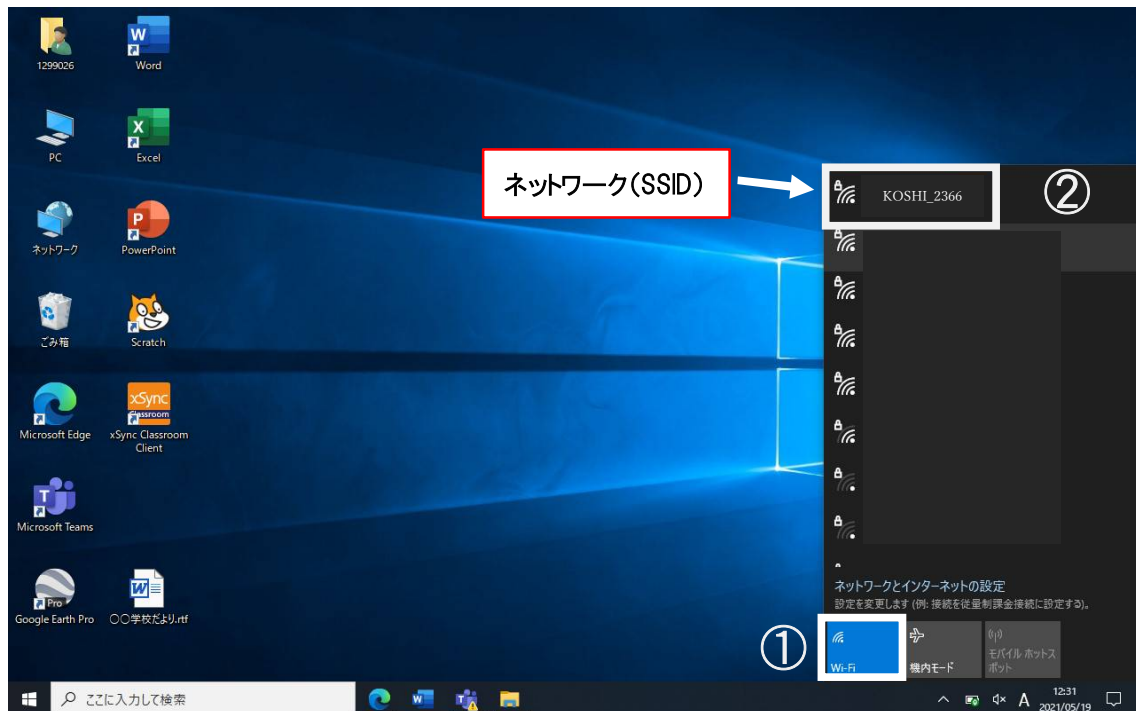 1299026
Word
PC
Excel
ネットワーク
PowerPoint
ごみ箱
Scratch
Microsoft Edge
xSync
Classroom
xSync Classroom
Client
Microsoft Teams
Pro
Google Earth Pro
〇〇学校だより.rtf
ネットワーク(SSID)
KOSHI_2366
②
ネットワークとインターネットの設定
設定を変更します (例: 接続を従量制課金接続に設定する)。
①
Wi-Fi
機内モード
モバイル ホットス
ポット
ここに入力して検索
A
12:31
2021/05/19